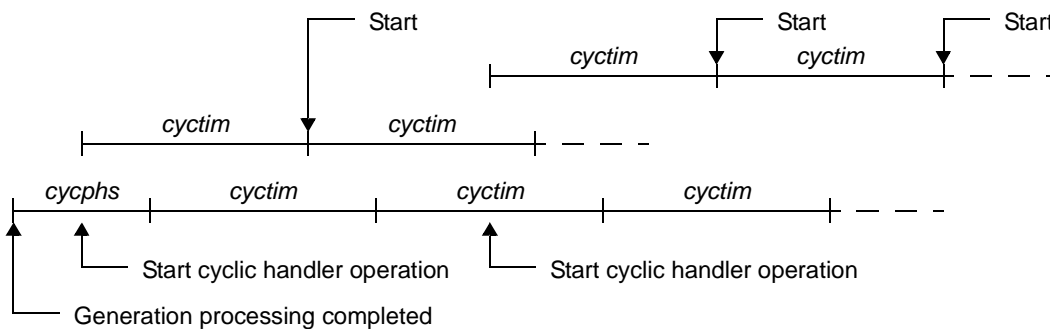 Start
Start
Start
cyctim
cyctim
cyctim
cyctim
cycphs
cyctim
cyctim
cyctim
Start cyclic handler operation
Start cyclic handler operation
Generation processing completed